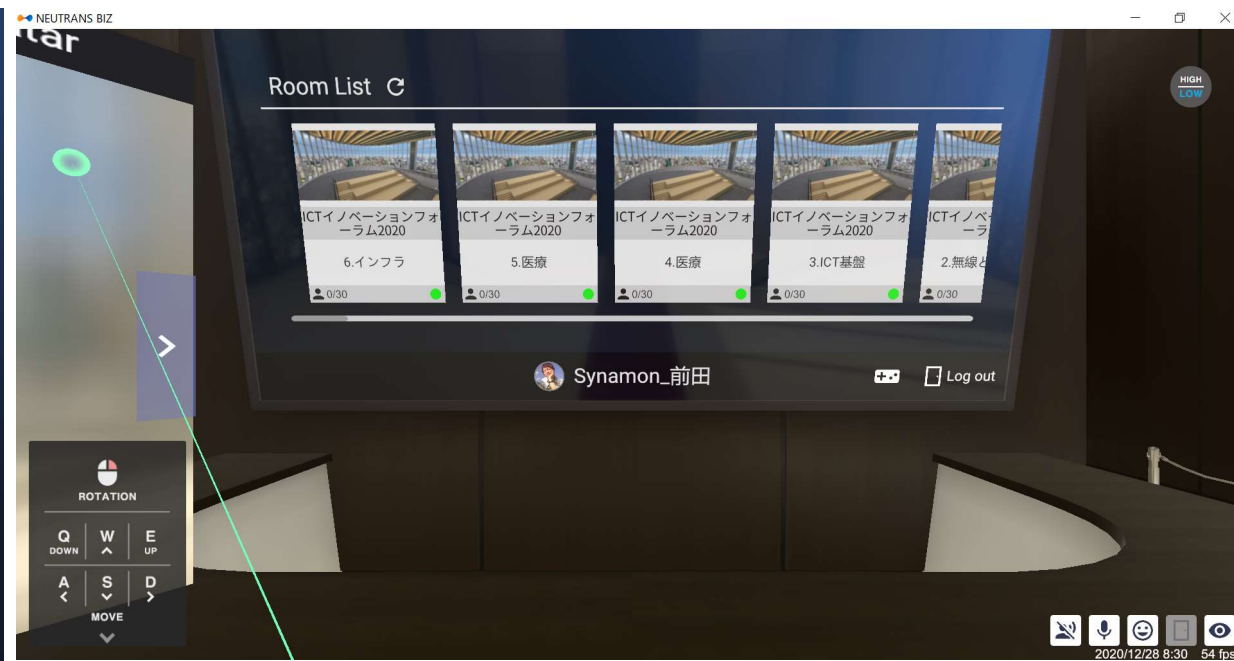 NEUTRANS BIZ
tar
Room List
HIGH
LOW
ICTイノベーションフォ
ーラム2020
6.インフラ
0/30
ICTイノベーションフォ
ーラム2020
5.医療
0/30
ICTイノベーションフォ
ーラム2020
4.医療
0/30
ICTイノベーションフォ
ーラム2020
3.ICT基盤
0/30
ICTイノベ
ーラ
2.無線と
0/30
Synamon_前田
Log out
ROTATION
Q W E
DOWN UP
A S D
MOVE
2020/12/28 8:30 54 fps